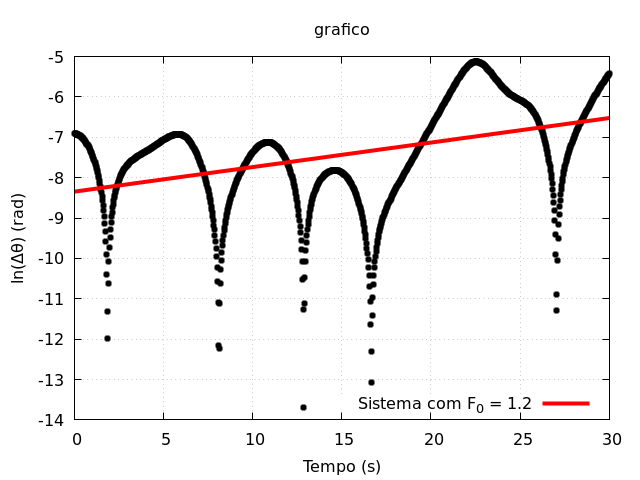 grafico
ln(Δθ) (rad)
-5
-6
-7
-8
-9
-10
-11
-12
-13
-14
Sistema com F₀ = 1.2
0 5 10 15 20 25 30
Tempo (s)